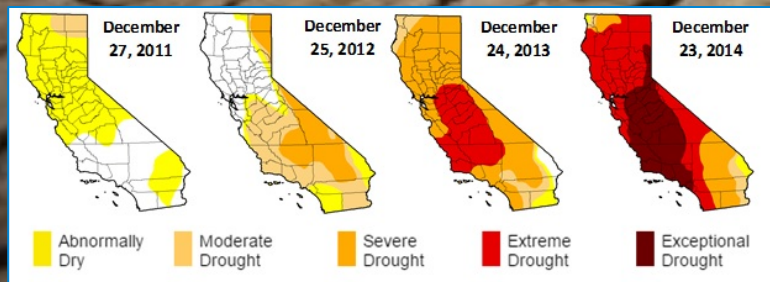 December
27, 2011
December
25, 2012
December
24, 2013
December
23, 2014
Abnormally
Dry
Moderate
Drought
Severe
Drought
Extreme
Drought
Exceptional
Drought